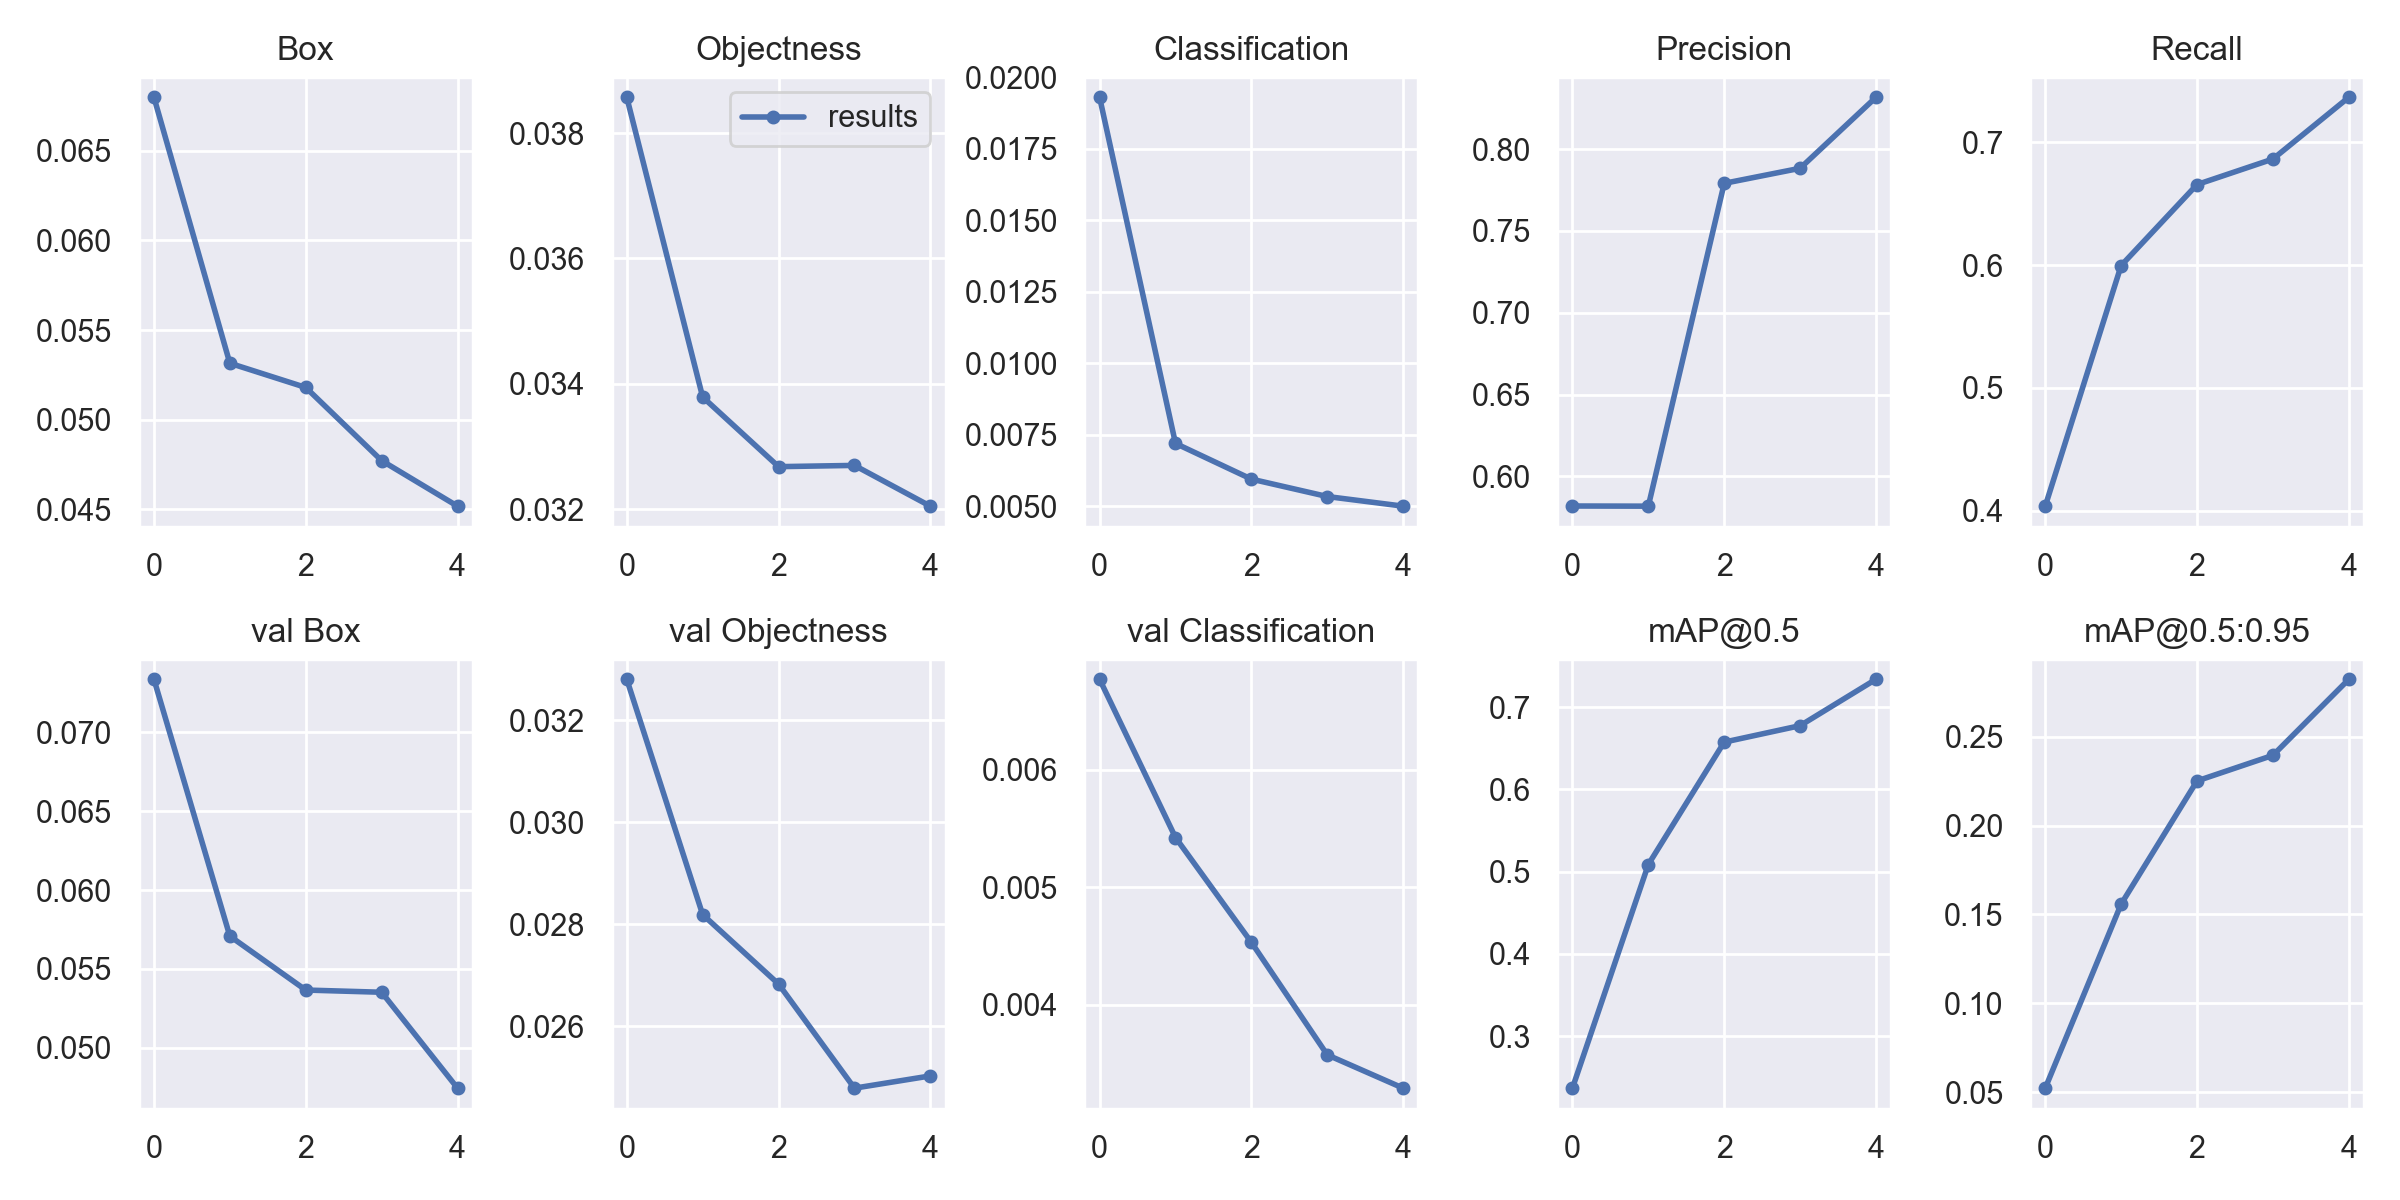 Box
0.065
0.060
0.055
0.050
0.045
0 2 4
Objectness
results
0.038
0.036
0.034
0.032
0 2 4
Classification
0.0200
0.0175
0.0150
0.0125
0.0100
0.0075
0.0050
0 2 4
Precision
0.80
0.75
0.70
0.65
0.60
0 2 4
Recall
0.7
0.6
0.5
0.4
0 2 4
val Box
0.070
0.065
0.060
0.055
0.050
0 2 4
val Objectness
0.032
0.030
0.028
0.026
0 2 4
val Classification
0.006
0.005
0.004
0 2 4
mAP@0.5
0.7
0.6
0.5
0.4
0.3
0 2 4
mAP@0.5:0.95
0.25
0.20
0.15
0.10
0.05
0 2 4